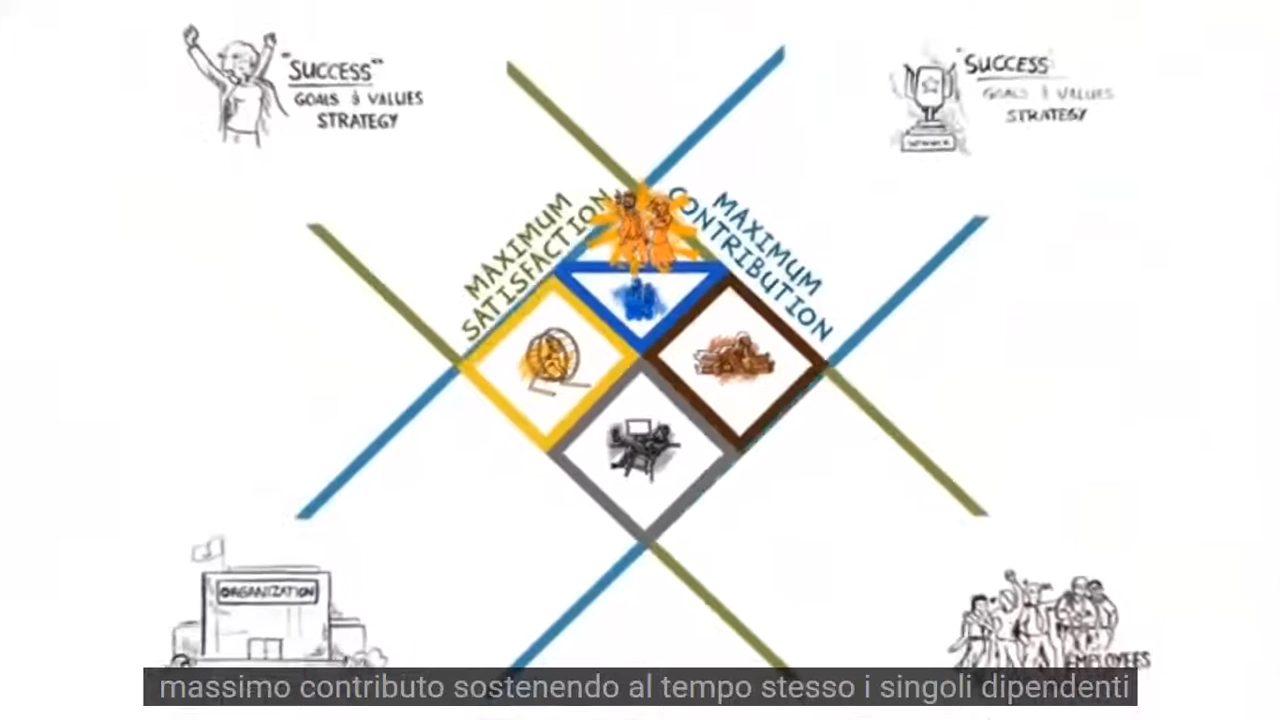 "SUCCESS"
GOALS & VALUES
STRATEGY
"SUCCESS
GOALS & VALUES
STRATEGY
MAXIMUM
SATISFACTION
MAXIMUM
CONTRIBUTION
ORGANIZATION
EMPLOYEES
massimo contributo sostenendo al tempo stesso i singoli dipendenti